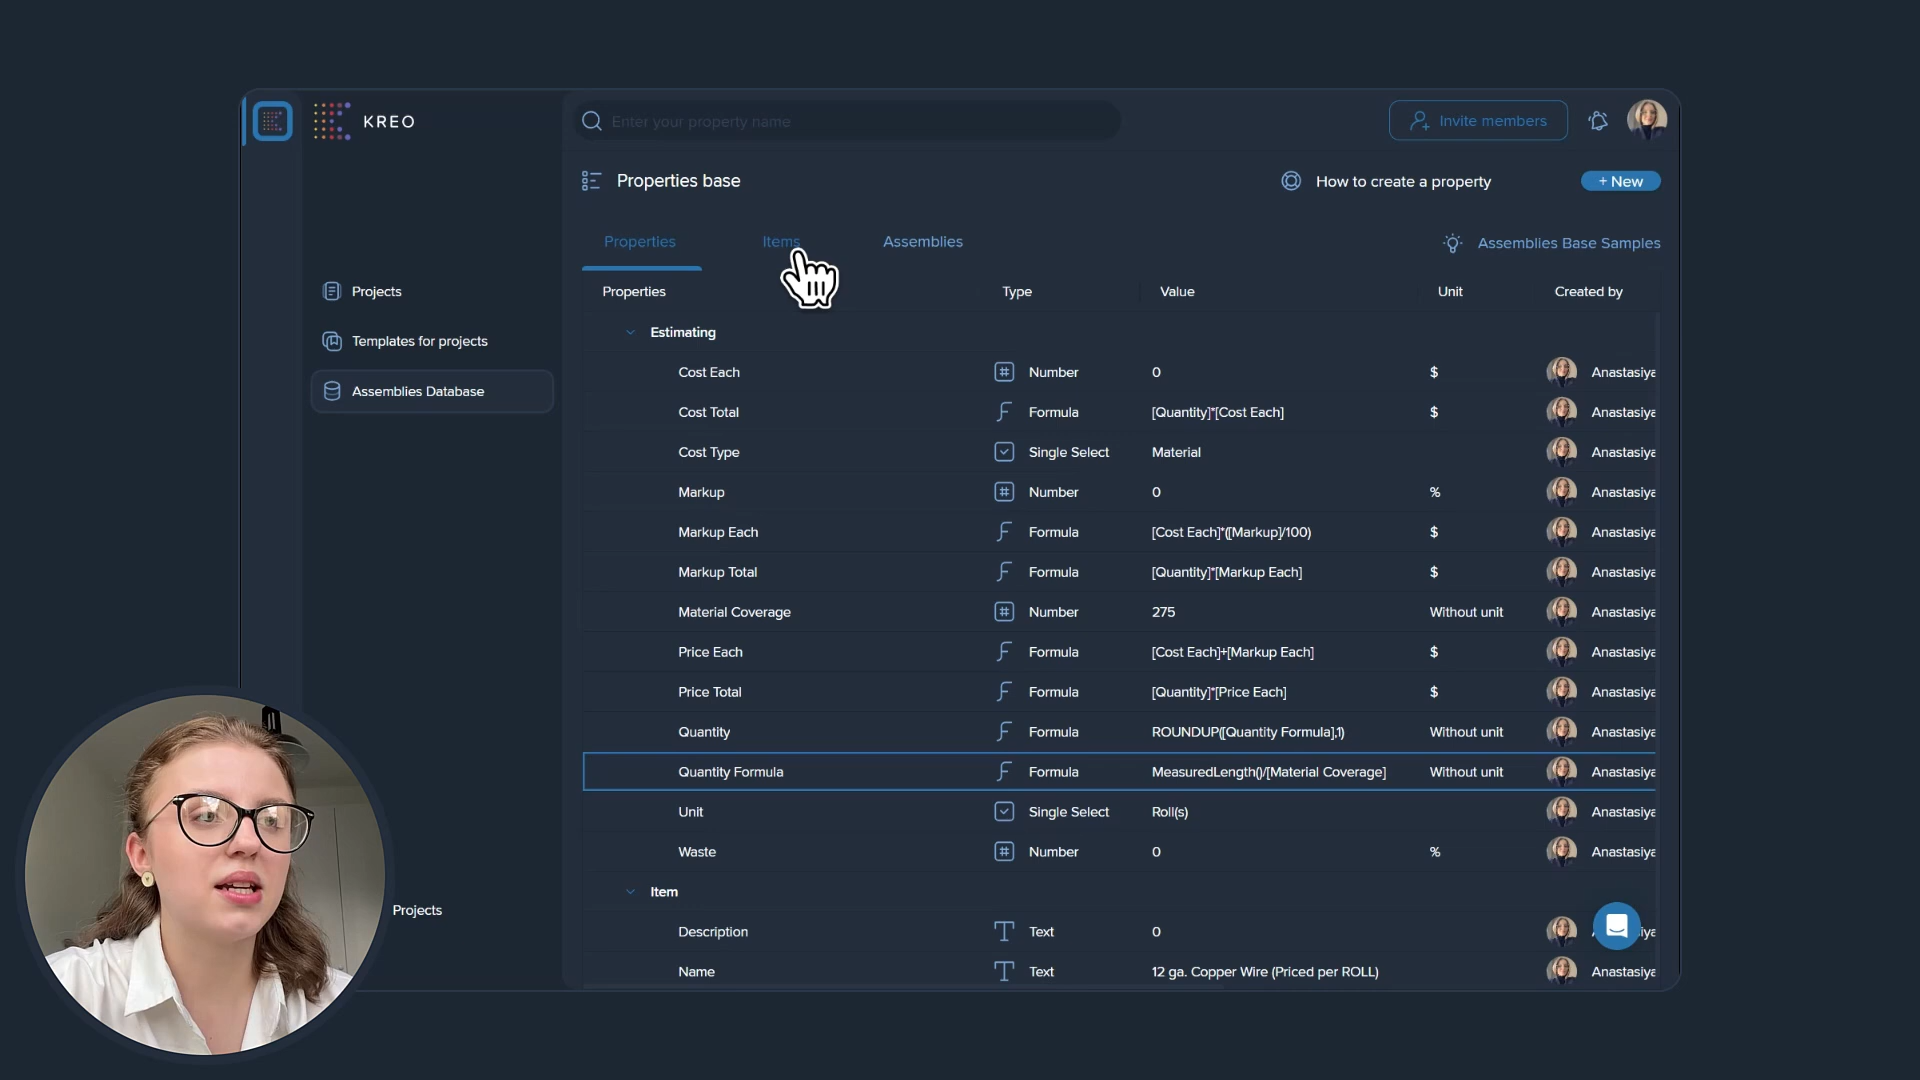 KREO
Enter your property name
Invite members
Properties base
How to create a property
+ New
Properties
Items
Assemblies
Assemblies Base Samples
Projects
Templates for projects
Assemblies Database
Projects
Properties Type Value Unit Created by
Estimating
Cost Each Number 0 $ Anastasiya
Cost Total Formula [Quantity]*[Cost Each] $ Anastasiya
Cost Type Single Select Material Anastasiya
Markup Number 0 % Anastasiya
Markup Each Formula [Cost Each]*([Markup]/100) $ Anastasiya
Markup Total Formula [Quantity]*[Markup Each] $ Anastasiya
Material Coverage Number 275 Without unit Anastasiya
Price Each Formula [Cost Each]+[Markup Each] $ Anastasiya
Price Total Formula [Quantity]*[Price Each] $ Anastasiya
Quantity Formula ROUNDUP([Quantity Formula],1) Without unit Anastasiya
Quantity Formula Formula MeasuredLength()/[Material Coverage] Without unit Anastasiya
Unit Single Select Roll(s) Anastasiya
Waste Number 0 % Anastasiya
Item
Description Text 0
Name Text 12 ga. Copper Wire (Priced per ROLL) Anastasiya